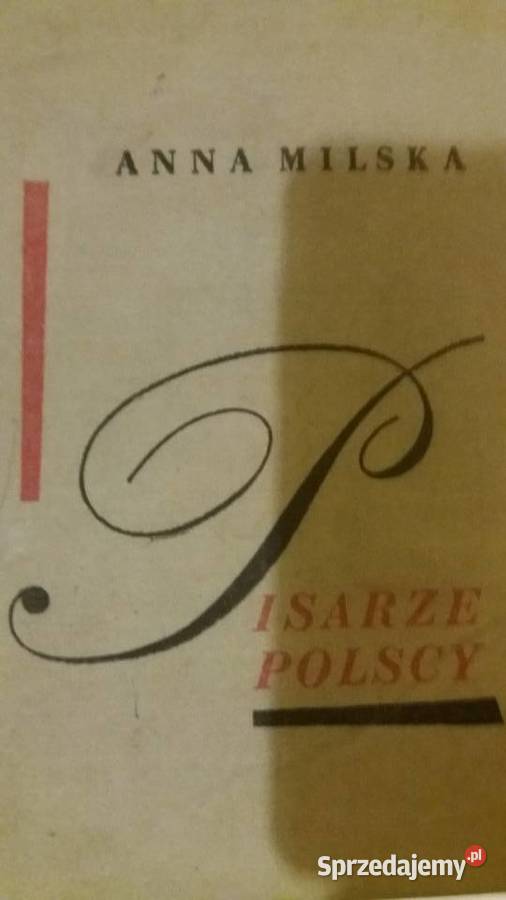 ANNA MILSKA
PISARZE
POLSCY
Sprzedajemy.pl